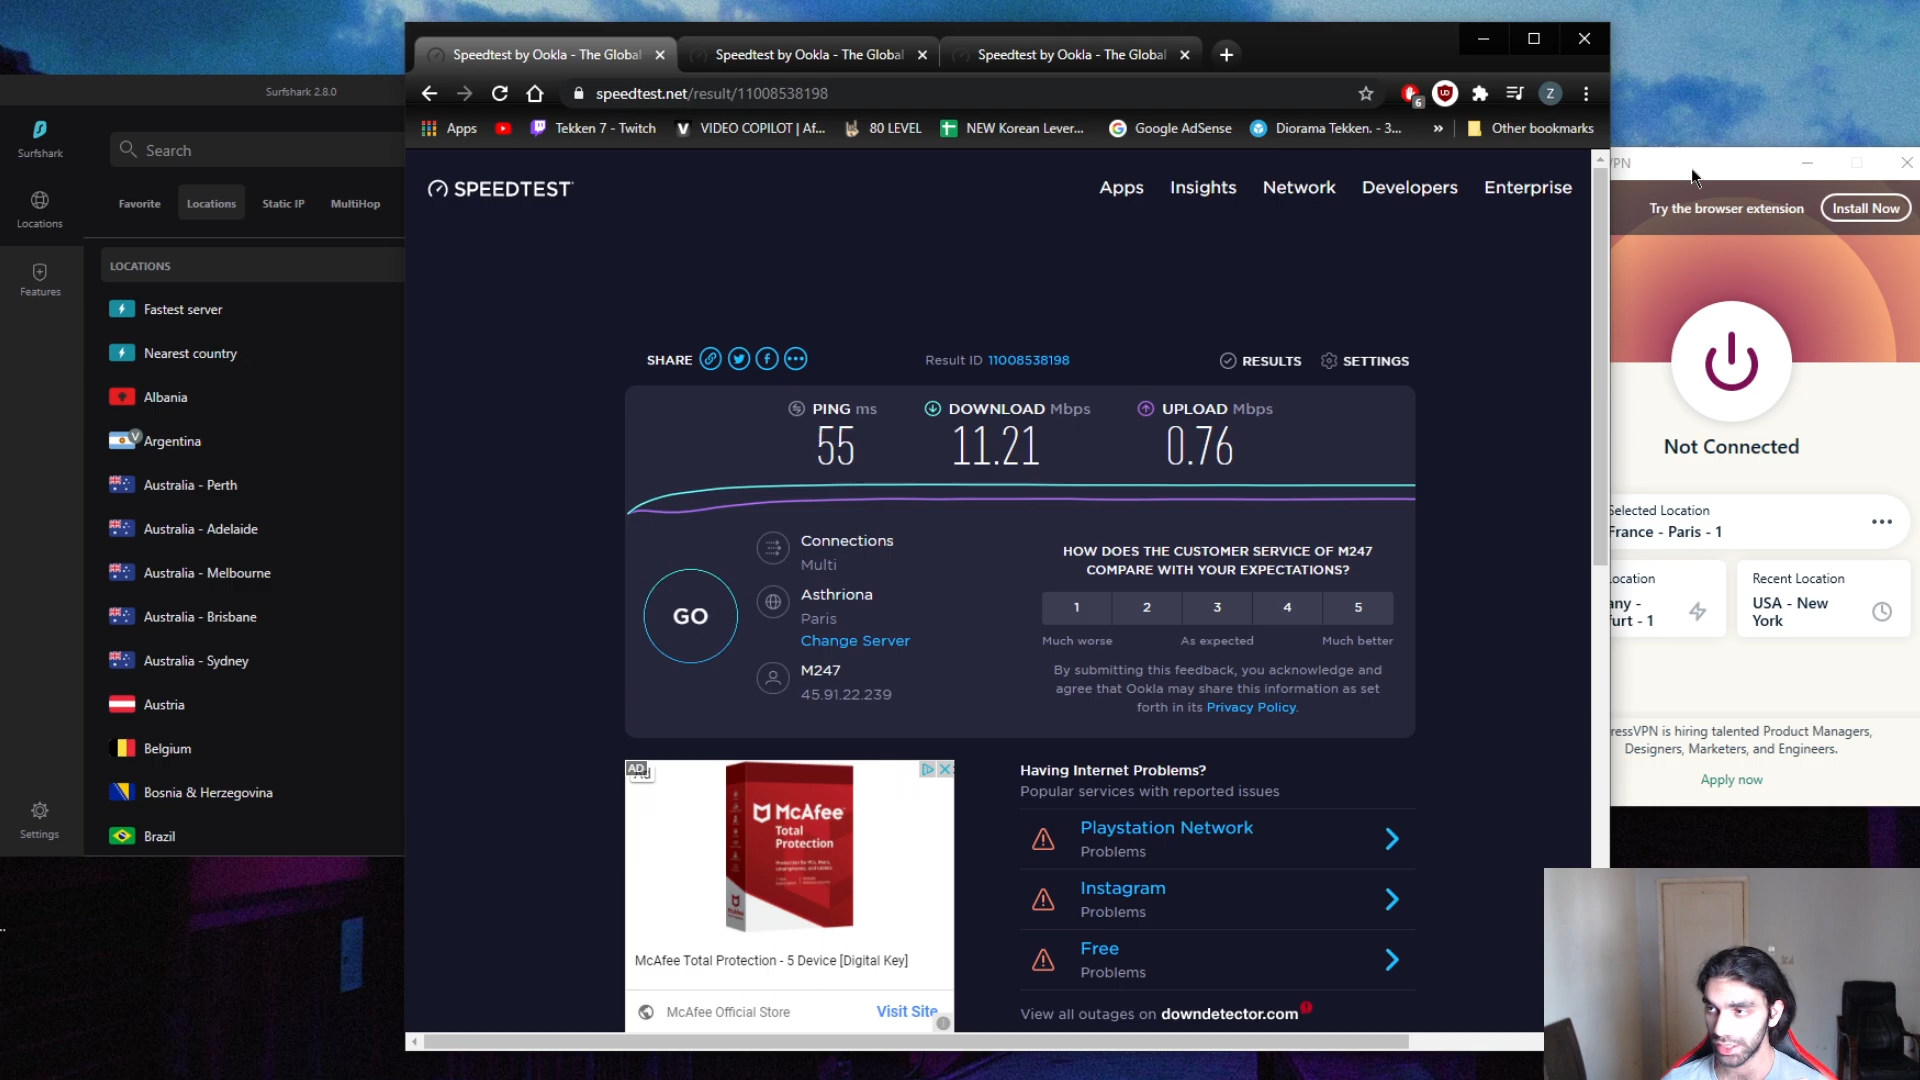 Surfshark 2.8.0
Surfshark
Locations
Features
Settings
Search
Favorite
Locations
Static IP
MultiHop
LOCATIONS
Fastest server
Nearest country
Albania
V
Argentina
Australia - Perth
Australia - Adelaide
Australia - Melbourne
Australia - Brisbane
Australia - Sydney
Austria
Belgium
Bosnia & Herzegovina
Brazil
Speedtest by Ookla - The Global
Speedtest by Ookla - The Global
Speedtest by Ookla - The Global
speedtest.net/result/11008538198
6
Z
Apps
Tekken 7 - Twitch
V
VIDEO COPILOT | Af...
80 LEVEL
NEW Korean Lever...
Google AdSense
Diorama Tekken. - 3...
»
Other bookmarks
SPEEDTEST
Apps
Insights
Network
Developers
Enterprise
SHARE
Result ID 11008538198
RESULTS
SETTINGS
PING ms
DOWNLOAD Mbps
UPLOAD Mbps
55
11.21
0.76
GO
Connections
Multi
Asthriona
Paris
Change Server
M247
45.91.22.239
HOW DOES THE CUSTOMER SERVICE OF M247
COMPARE WITH YOUR EXPECTATIONS?
1 2 3 4 5
Much worse
As expected
Much better
By submitting this feedback, you acknowledge and
agree that Ookla may share this information as set
forth in its Privacy Policy.
AD
Ad
McAfee
Total
Protection
McAfee Total Protection - 5 Device [Digital Key]
McAfee Official Store
Visit Site
Having Internet Problems?
Popular services with reported issues
Playstation Network
Problems
Instagram
Problems
Free
Problems
View all outages on downdetector.com
VPN
Try the browser extension
Install Now
Not Connected
Selected Location
France - Paris - 1
ocation
any -
furt - 1
Recent Location
USA - New
York
ressVPN is hiring talented Product Managers,
Designers, Marketers, and Engineers.
Apply now